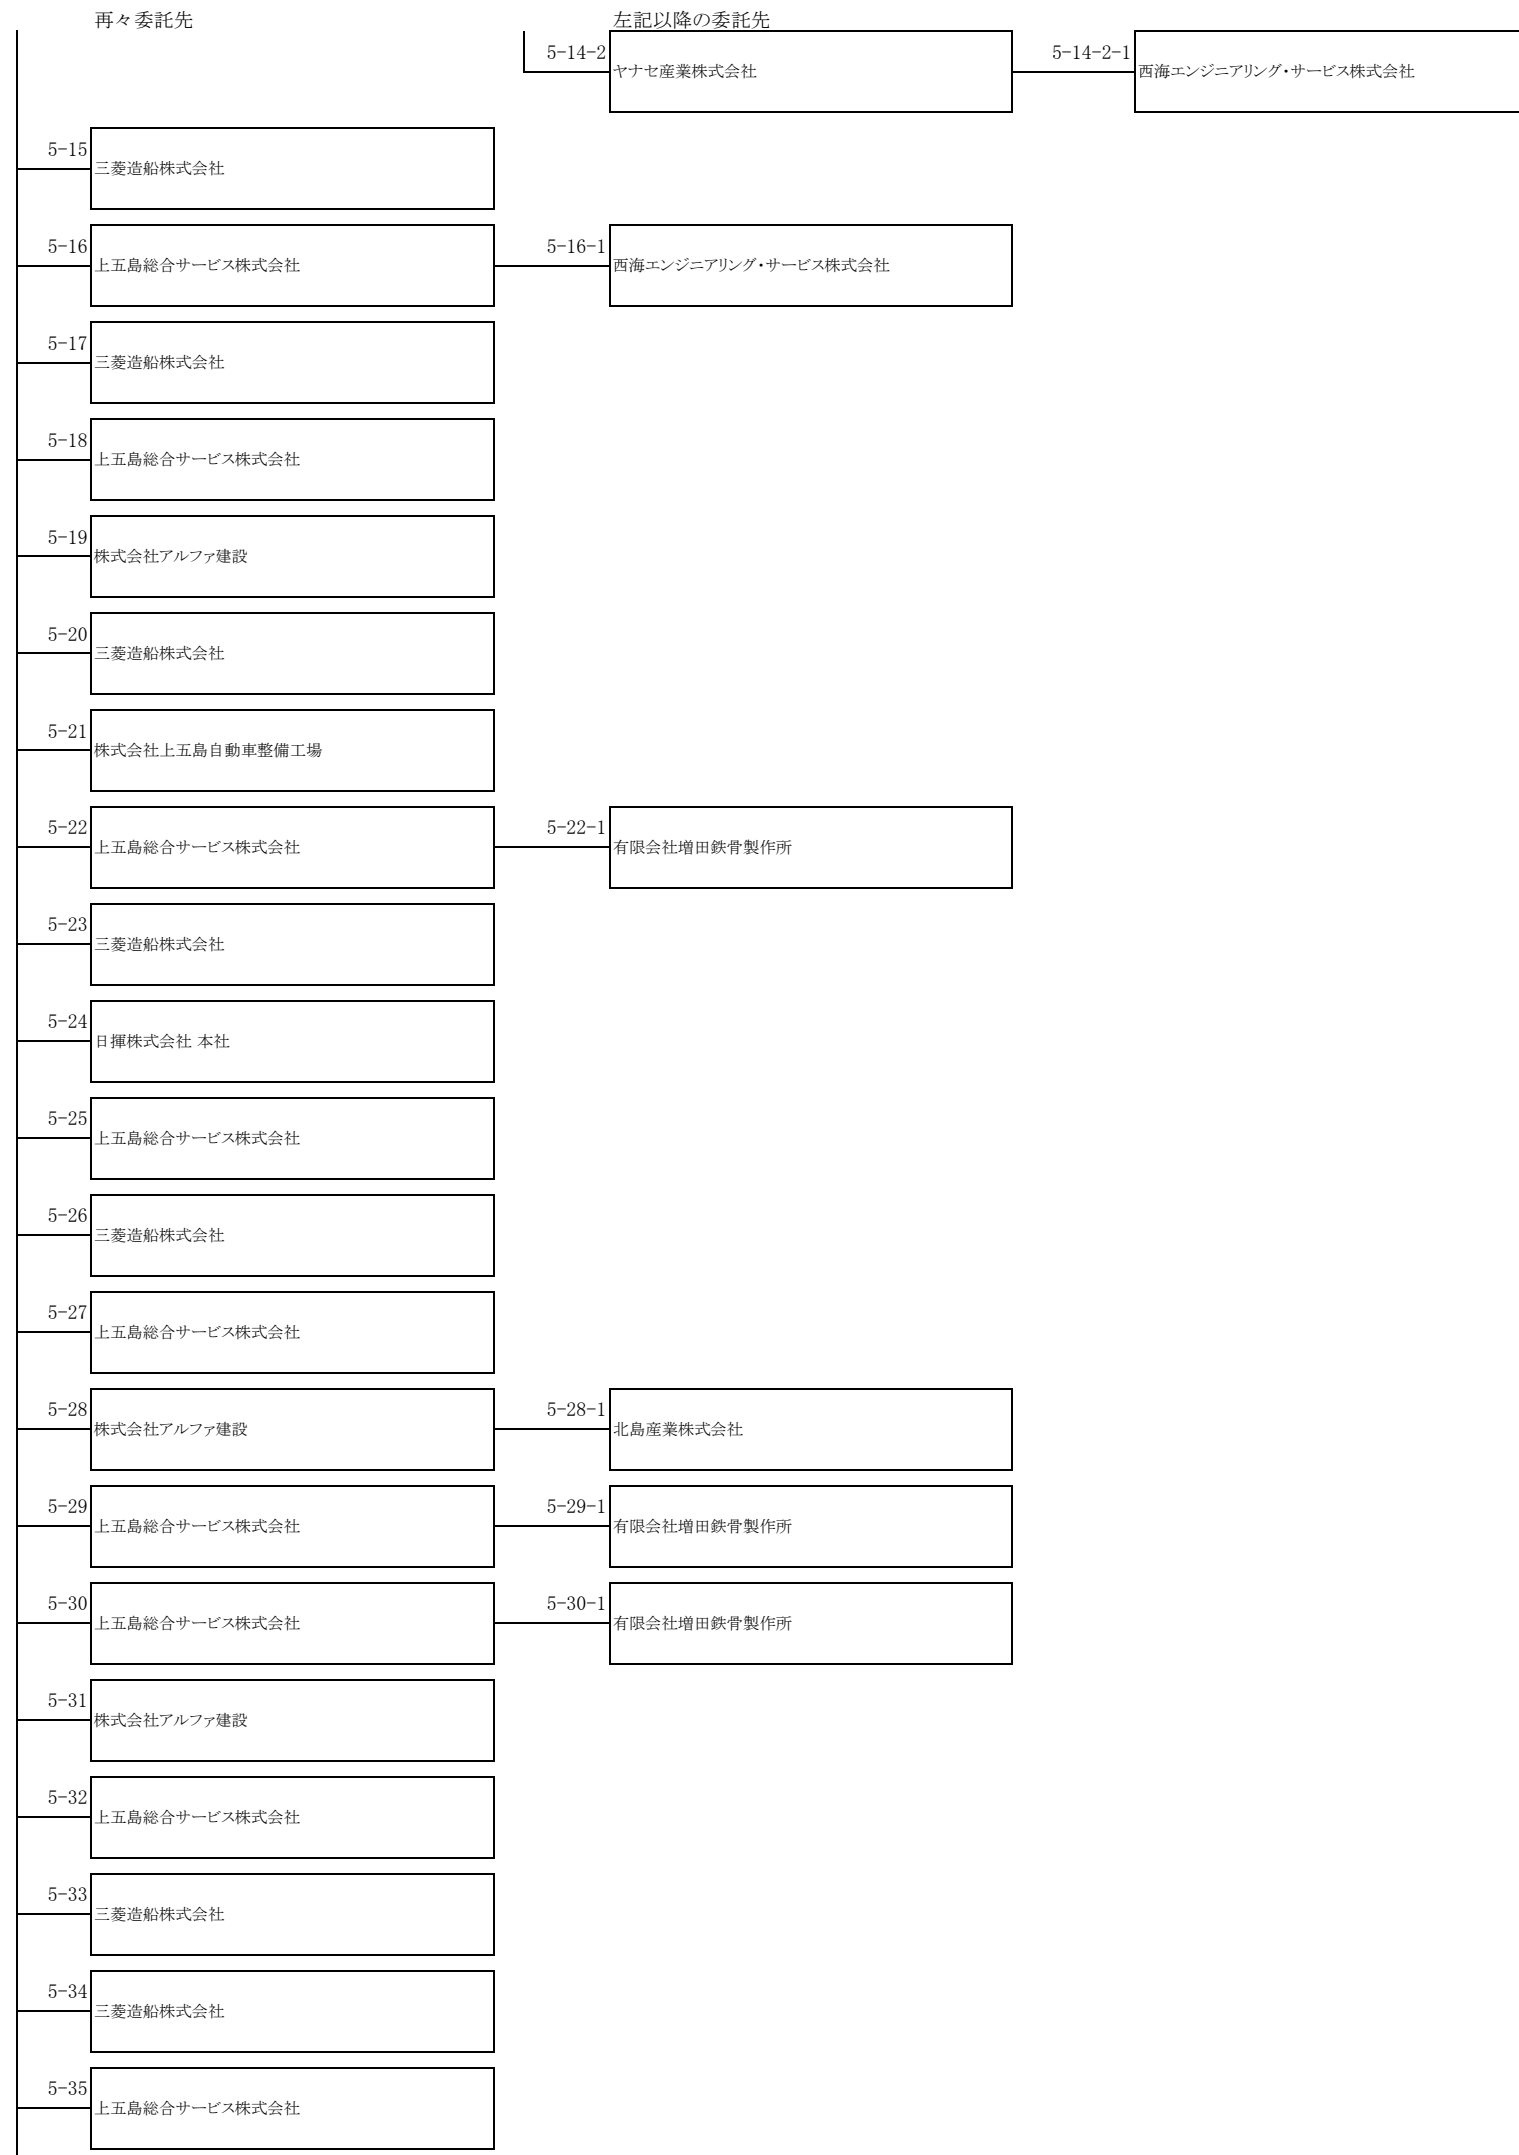 再々委託先
左記以降の委託先
5-14-2
ヤナセ産業株式会社
5-14-2-1
西海エンジニアリング・サービス株式会社
5-15
三菱造船株式会社
5-16
上五島総合サービス株式会社
5-16-1
西海エンジニアリング・サービス株式会社
5-17
三菱造船株式会社
5-18
上五島総合サービス株式会社
5-19
株式会社アルファ建設
5-20
三菱造船株式会社
5-21
株式会社上五島自動車整備工場
5-22
上五島総合サービス株式会社
5-22-1
有限会社増田鉄骨製作所
5-23
三菱造船株式会社
5-24
日揮株式会社 本社
5-25
上五島総合サービス株式会社
5-26
三菱造船株式会社
5-27
上五島総合サービス株式会社
5-28
株式会社アルファ建設
5-28-1
北島産業株式会社
5-29
上五島総合サービス株式会社
5-29-1
有限会社増田鉄骨製作所
5-30
上五島総合サービス株式会社
5-30-1
有限会社増田鉄骨製作所
5-31
株式会社アルファ建設
5-32
上五島総合サービス株式会社
5-33
三菱造船株式会社
5-34
三菱造船株式会社
5-35
上五島総合サービス株式会社